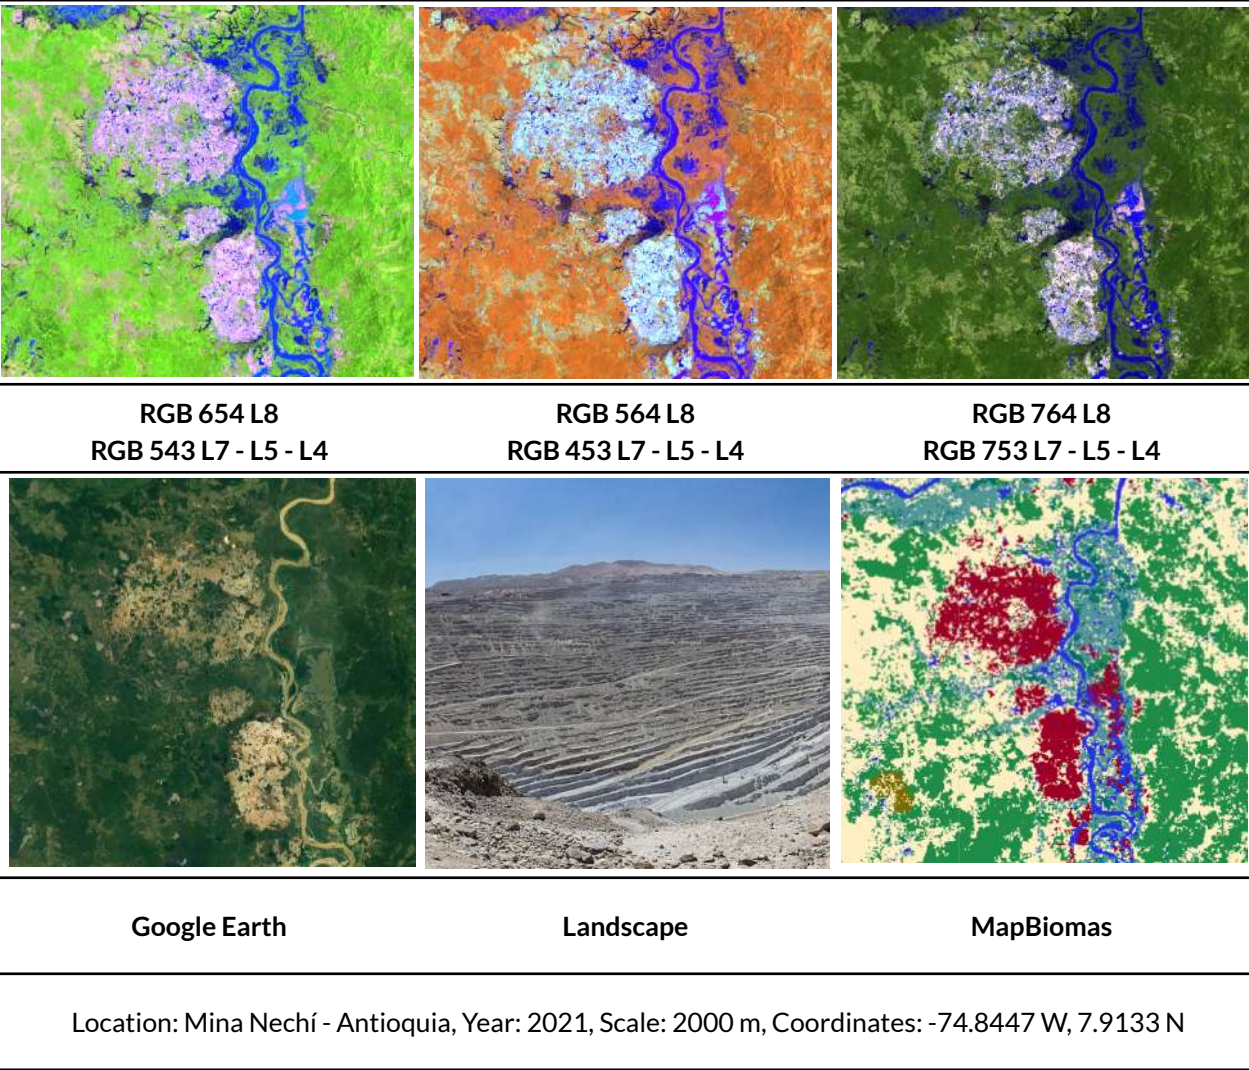 RGB 654 L8
RGB 543 L7 - L5 - L4
RGB 564 L8
RGB 453 L7 - L5 - L4
RGB 764 L8
RGB 753 L7 - L5 - L4
Google Earth
Landscape
MapBiomas
Location: Mina Nechí - Antioquia, Year: 2021, Scale: 2000 m, Coordinates: -74.8447 W, 7.9133 N